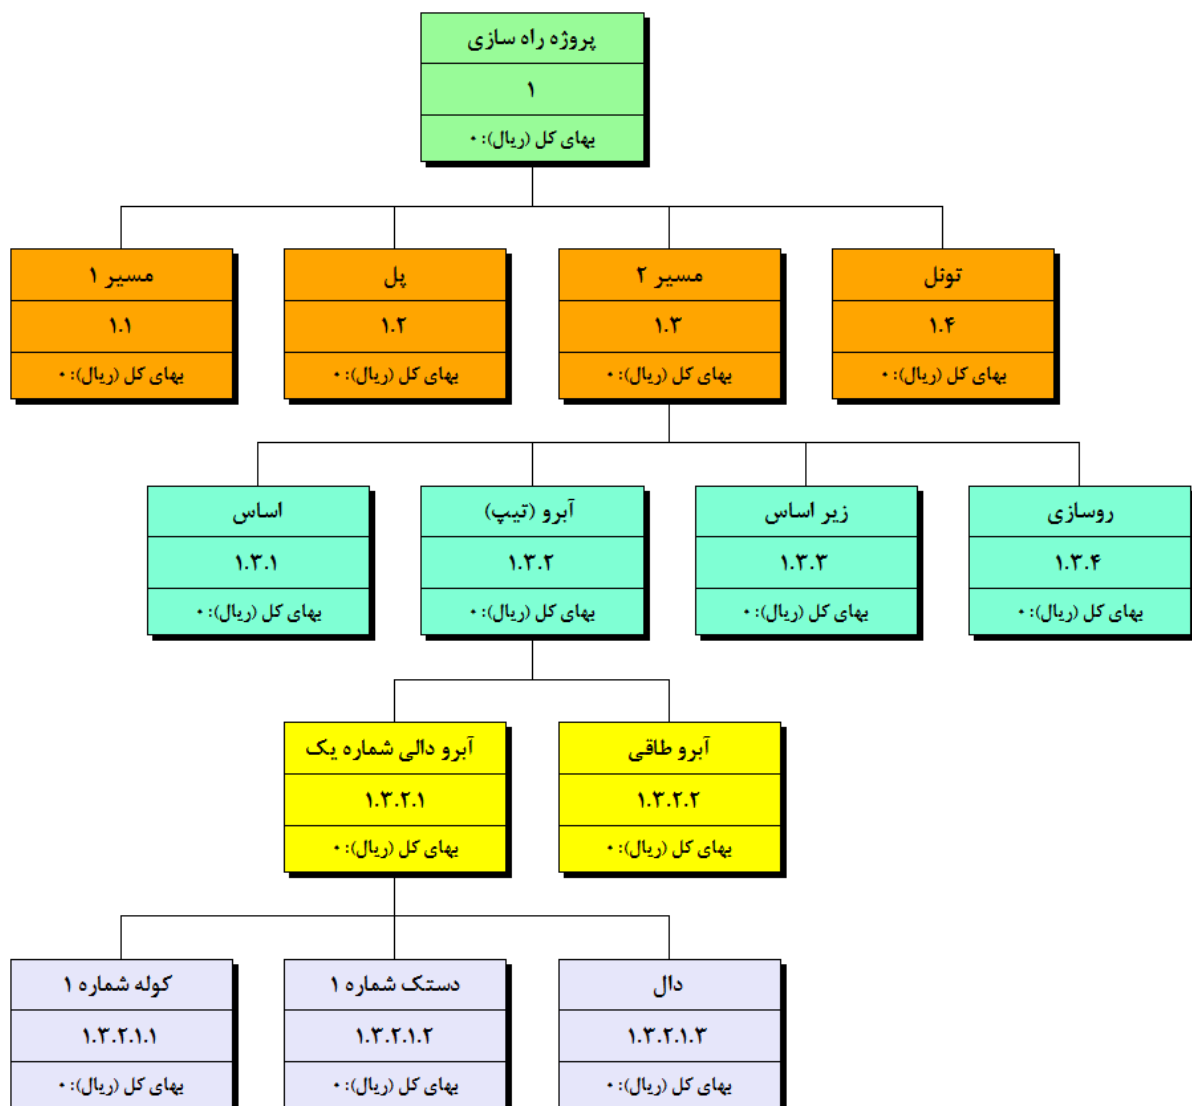 پروژه راه سازی
۱
بهای کل (ریال): ۰
مسیر ۱
۱.۱
بهای کل (ریال): ۰
پل
۱.۲
بهای کل (ریال): ۰
مسیر ۲
۱.۳
بهای کل (ریال): ۰
تونل
۱.۴
بهای کل (ریال): ۰
اساس
۱.۳.۱
بهای کل (ریال): ۰
آبرو (تیپ)
۱.۳.۲
بهای کل (ریال): ۰
زیر اساس
۱.۳.۳
بهای کل (ریال): ۰
روسازی
۱.۳.۴
بهای کل (ریال): ۰
آبرو دالی شماره یک
۱.۳.۲.۱
بهای کل (ریال): ۰
آبرو طاقی
۱.۳.۲.۲
بهای کل (ریال): ۰
کوله شماره ۱
۱.۳.۲.۱.۱
بهای کل (ریال): ۰
دستک شماره ۱
۱.۳.۲.۱.۲
بهای کل (ریال): ۰
دال
۱.۳.۲.۱.۳
بهای کل (ریال): ۰